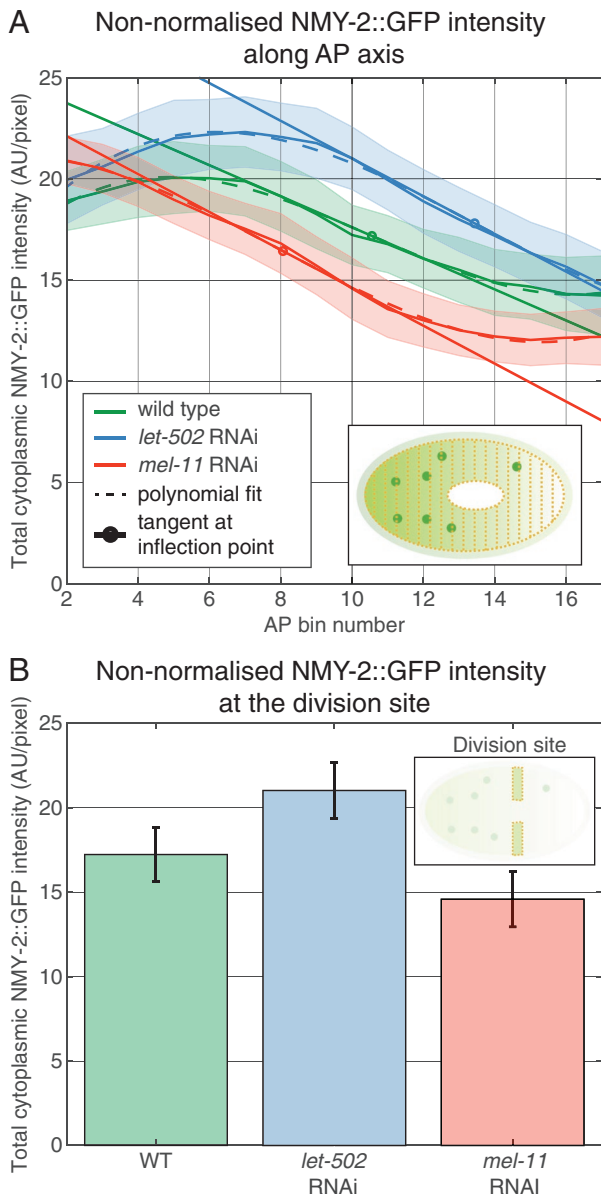 A
Non-normalised NMY-2::GFP intensity
along AP axis
Total cytoplasmic NMY-2::GFP intensity (AU/pixel)
25
20
15
10
5
0
wild type
let-502 RNAi
mel-11 RNAi
polynomial fit
tangent at
inflection point
2 4 6 8 10 12 14 16
AP bin number
B
Non-normalised NMY-2::GFP intensity
at the division site
Total cytoplasmic NMY-2::GFP intensity (AU/pixel)
25
20
15
10
5
0
Division site
WT let-502 mel-11
RNAi RNAI